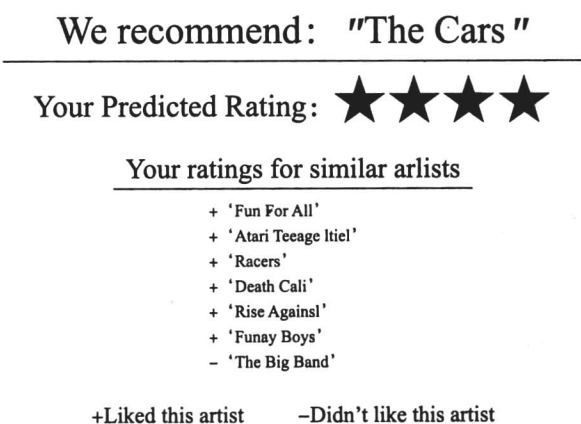 We recommend: "The Cars"
Your Predicted Rating: ★★★★
Your ratings for similar arlists
+ ‘Fun For All’
+ ‘Atari Teeage ltiel’
+ ‘Racers’
+ ‘Death Cali’
+ ‘Rise Againsl’
+ ‘Funay Boys’
– ‘The Big Band’
+Liked this artist –Didn’t like this artist